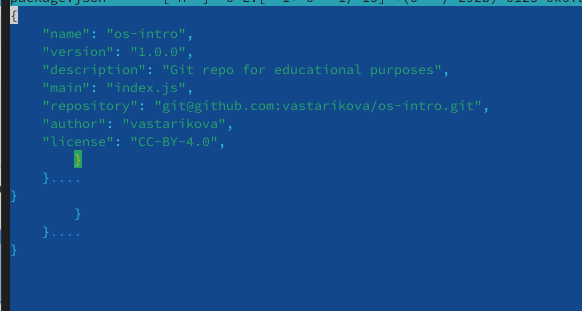 {
"name": "os-intro",
"version": "1.0.0",
"description": "Git repo for educational purposes",
"main": "index.js",
"repository": "git@github.com:vastarikova/os-intro.git",
"author": "vastarikova",
"license": "CC-BY-4.0",
}
}....
}
}
}....
}